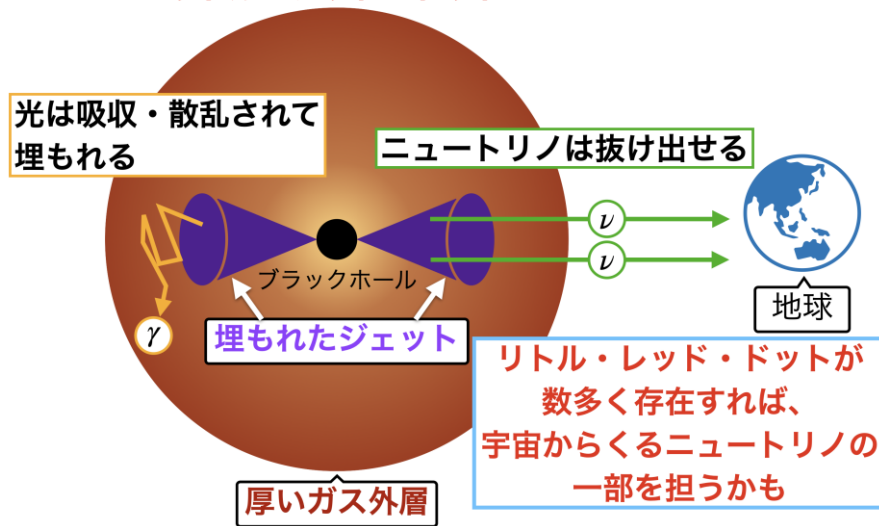 光は吸収・散乱されて
埋もれる
ニュートリノは抜け出せる
ν
ν
ブラックホール
γ
埋もれたジェット
地球
リトル・レッド・ドットが
数多く存在すれば、
宇宙からくるニュートリノの
一部を担うかも
厚いガス外層